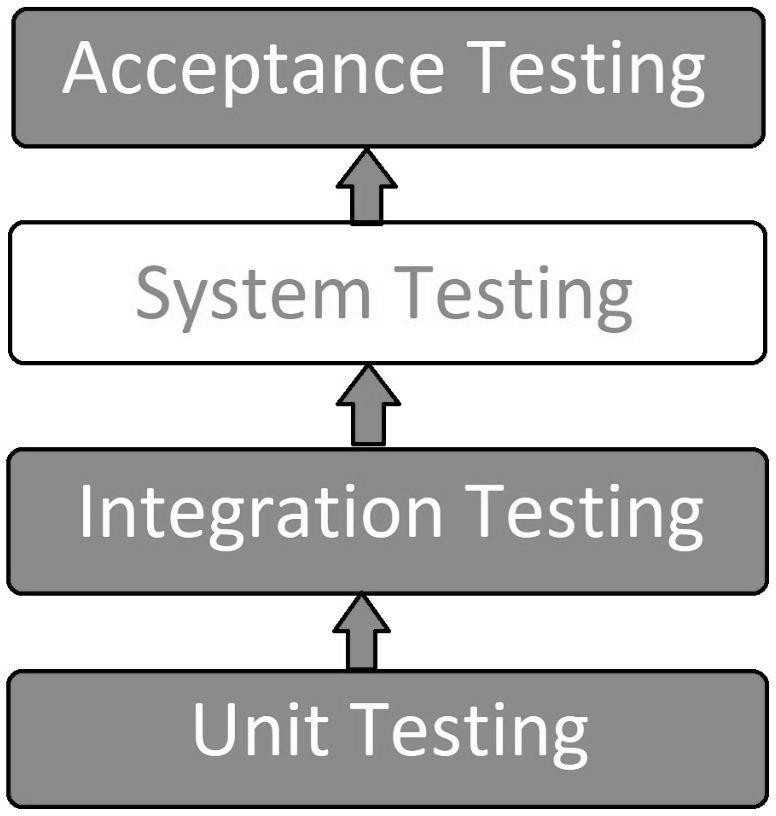 Acceptance Testing
System Testing
Integration Testing
Unit Testing